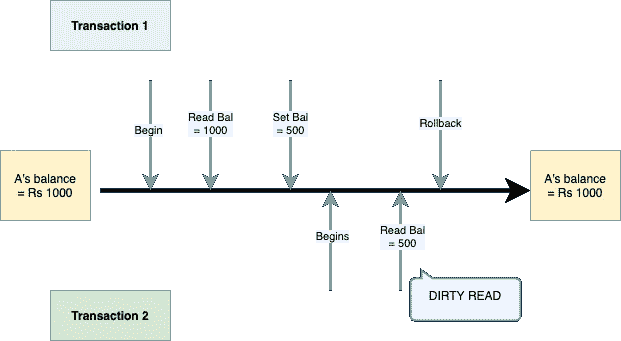 Transaction 1
Begin
Read Bal
= 1000
Set Bal
= 500
Rollback
A's balance
= Rs 1000
A's balance
= Rs 1000
Begins
Read Bal
= 500
DIRTY READ
Transaction 2